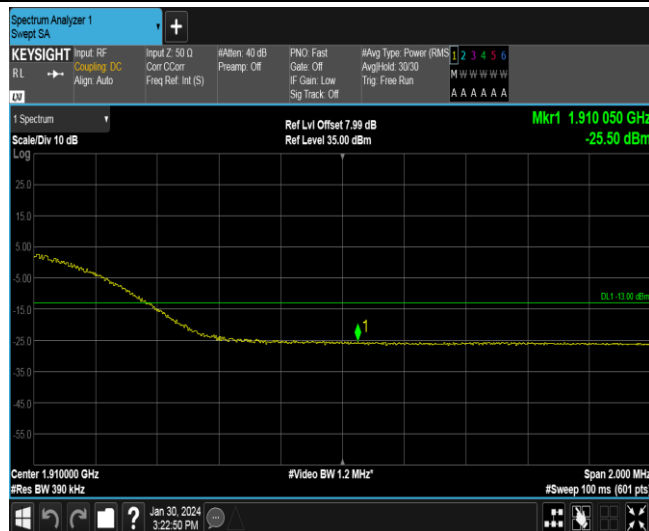 Spectrum Analyzer 1
Swept SA
+
KEYSIGHT
RL
LXI
Input: RF
Coupling: DC
Align: Auto
Input Z: 50 Ω
Corr CCorr
Freq Ref: Int (S)
#Atten: 40 dB
Preamp: Off
PNO: Fast
Gate: Off
IF Gain: Low
Sig Track: Off
#Avg Type: Power (RMS
Avg|Hold: 30/30
Trig: Free Run
1 2 3 4 5 6
M W W W W W
A A A A A A
1 Spectrum
Scale/Div 10 dB
Log
Ref Lvl Offset 7.99 dB
Ref Level 35.00 dBm
Mkr1 1.910 050 GHz
-25.50 dBm
25.0
15.0
5.00
-5.00
DL1 -13.00 dBm
-15.0
1
-25.0
-35.0
-45.0
-55.0
Center 1.910000 GHz
#Res BW 390 kHz
#Video BW 1.2 MHz*
Span 2.000 MHz
#Sweep 100 ms (601 pts)
?
Jan 30, 2024
3:22:50 PM